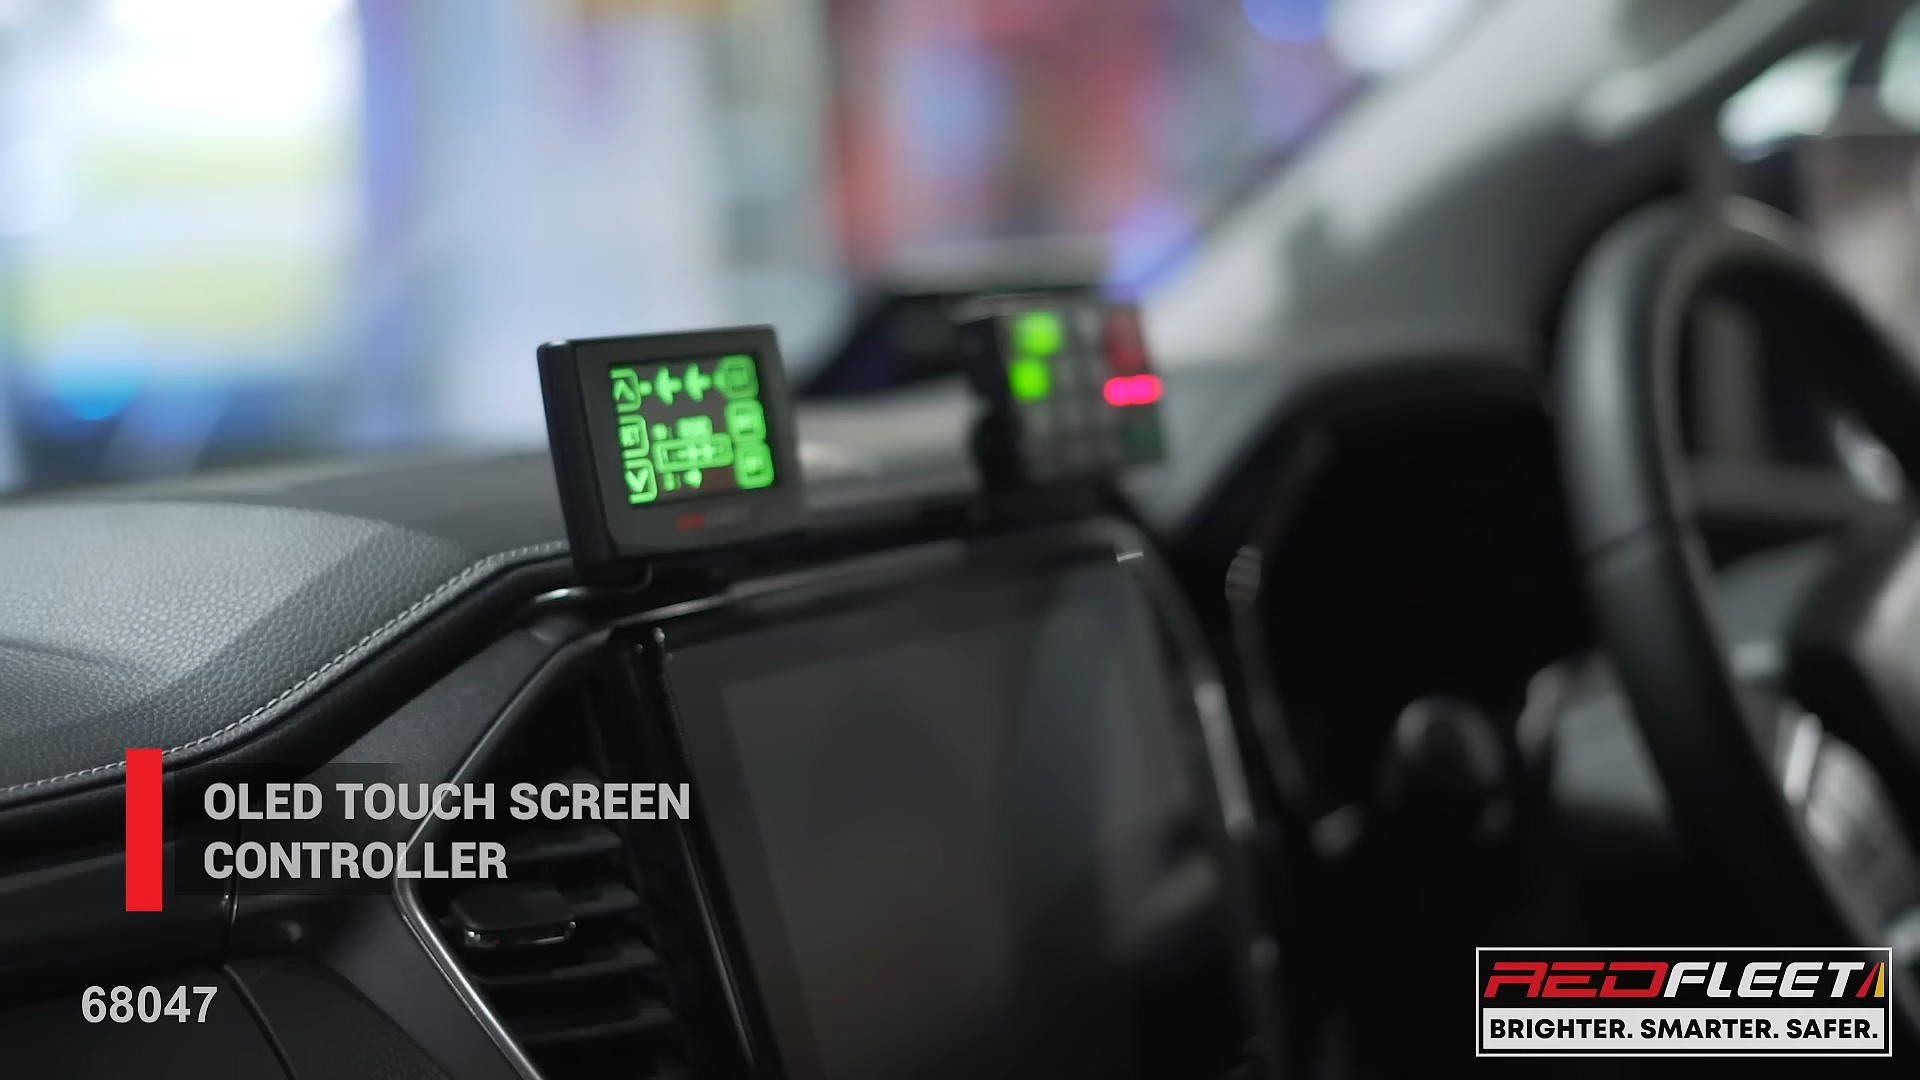 OLED TOUCH SCREEN
CONTROLLER
68047
REDFLEET
BRIGHTER. SMARTER. SAFER.